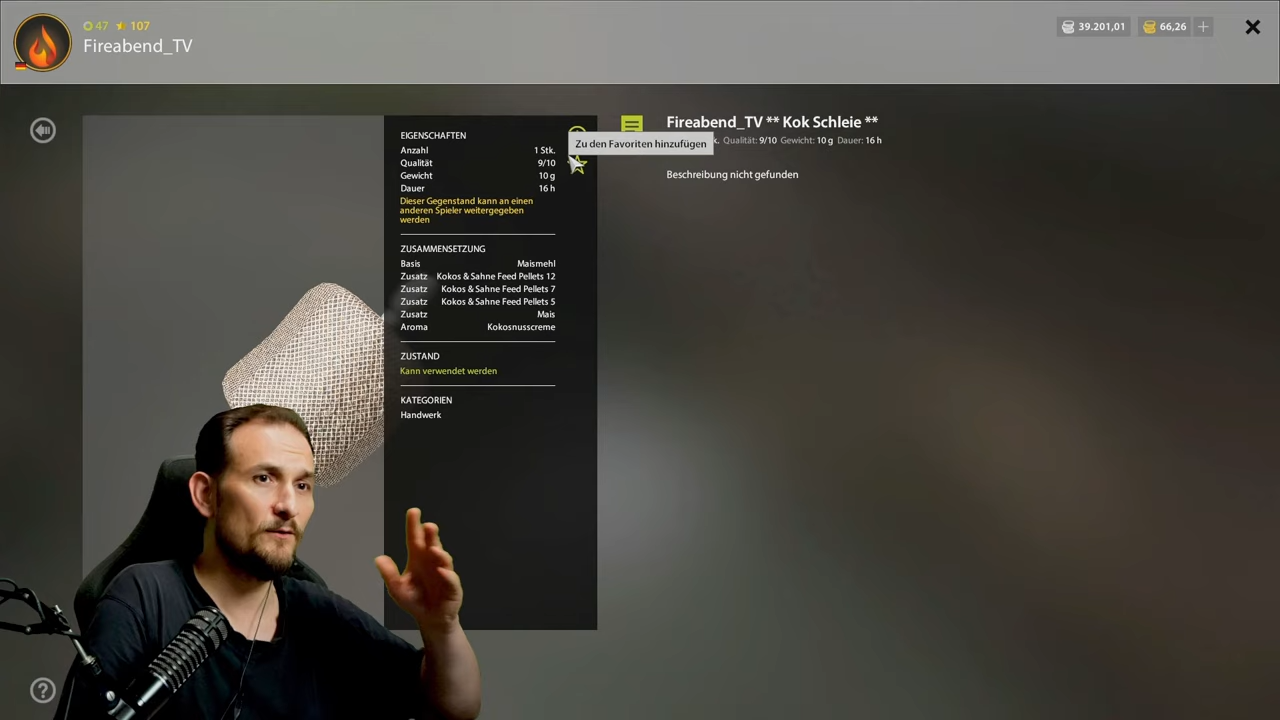 47 107
Fireabend_TV
39.201,01
66,26
EIGENSCHAFTEN
Anzahl 1 Stk.
Qualität 9/10
Gewicht 10 g
Dauer 16 h
Dieser Gegenstand kann an einen
anderen Spieler weitergegeben
werden
ZUSAMMENSETZUNG
Basis Maismehl
Zusatz Kokos & Sahne Feed Pellets 12
Zusatz Kokos & Sahne Feed Pellets 7
Zusatz Kokos & Sahne Feed Pellets 5
Zusatz Mais
Aroma Kokosnusscreme
ZUSTAND
Kann verwendet werden
KATEGORIEN
Handwerk
Zu den Favoriten hinzufügen
Fireabend_TV ** Kok Schleie **
Qualität: 9/10 Gewicht: 10 g Dauer: 16 h
Beschreibung nicht gefunden
?